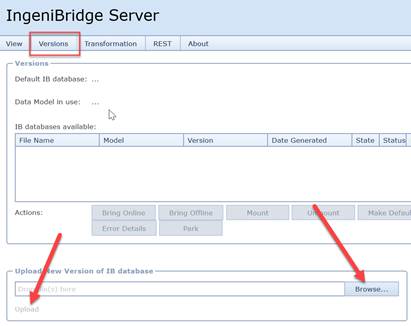 IngeniBridge Server
View Versions Transformation REST About
Versions
Default IB database: ...
Data Model in use: ...
IB databases available:
File Name Model Version Date Generated State Status
Actions: Bring Online Bring Offline Mount Unmount Make Defaul
Error Details Park
Upload New Version of IB database
Drop file(s) here Browse...
Upload